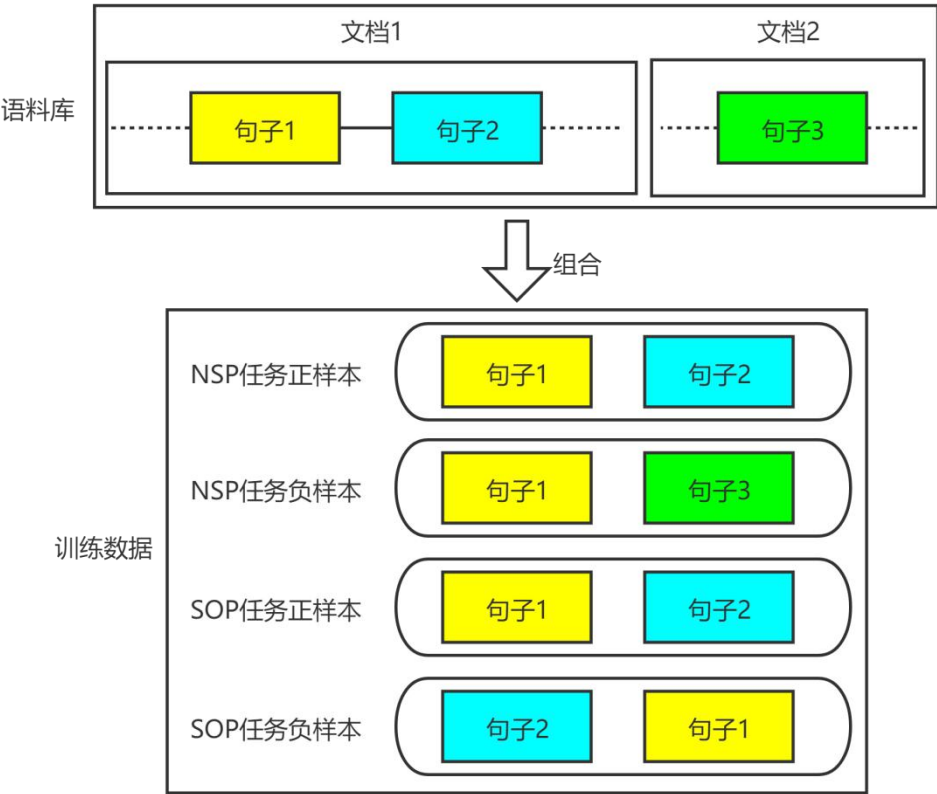 文档1
文档2
语料库
句子1
句子2
句子3
组合
NSP任务正样本
句子1
句子2
NSP任务负样本
句子1
句子3
训练数据
SOP任务正样本
句子1
句子2
SOP任务负样本
句子2
句子1